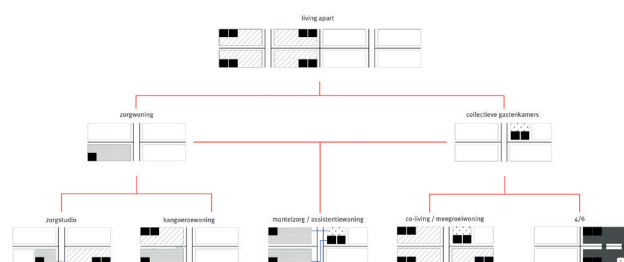 living apart
zorgwoning
collectieve gastenkamers
zorgstudio
kangoeroewoning
mantelzorg / assistentiewoning
co-living / meegroeiwoning
4/6